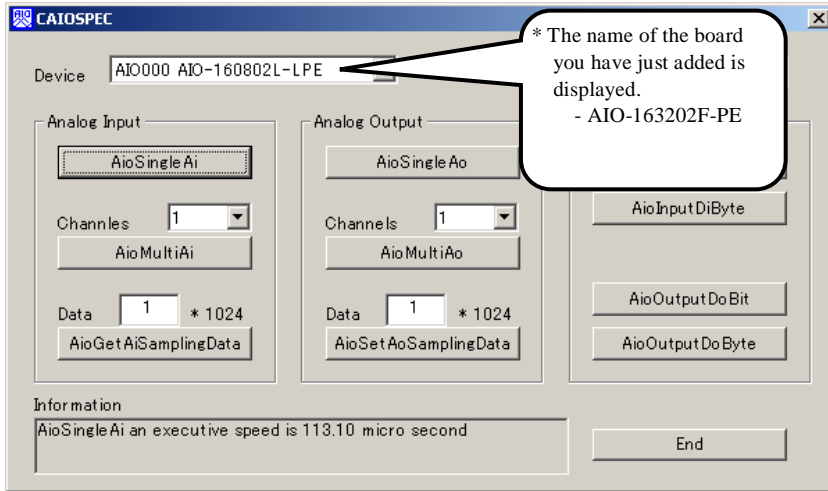 CAIOSPEC
* The name of the board
you have just added is
displayed.
- AIO-163202F-PE
Device AIO000 AIO-160802L-LPE
Analog Input
AioSingleAi
Channles 1
AioMultiAi
Data 1 * 1024
AioGetAiSamplingData
Analog Output
AioSingleAo
Channels 1
AioMultiAo
Data 1 * 1024
AioSetAoSamplingData
AioInputDiByte
AioOutputDoBit
AioOutputDoByte
Information
AioSingleAi an executive speed is 113.10 micro second
End